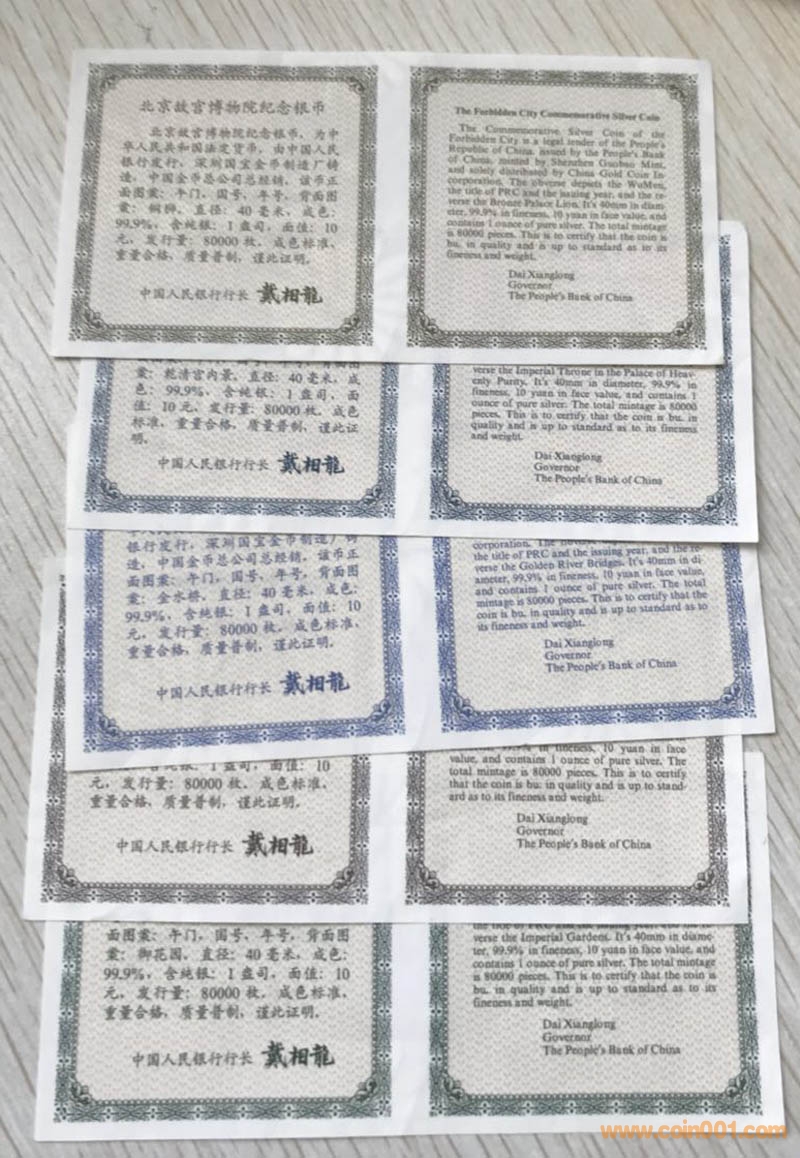 北京故宫博物院纪念银币
北京故宫博物院纪念银币，为中
华人民共和国法定货币，由中国人民
银行发行，深圳国宝金币制造厂铸
造，中国金币总公司总经销，该币正
面图案：午门，国号，年号，背面图
案：铜狮，直径：40毫米，成色：
99.9%，含纯银：1盎司，面值：10
元，发行量：80000枚，成色标准，
重量合格，质量普制，谨此证明。
中国人民银行行长 戴相龍
The Forbidden City Commemorative Silver Coin
The Commemorative Silver Coin of the
Forbidden City is a legal tender of the People's
Republic of China, issued by the People's Bank
of China, minted by Shenzhen Guobao Mint,
and solely distributed by China Gold Coin In-
corporation. The obverse depicts the WuMen,
the title of PRC and the issuing year, and the re-
verse the Bronze Palace Lion. It's 40mm in diam-
eter, 99.9% in fineness, 10 yuan in face value, and
contains 1 ounce of pure silver. The total mintage
is 80000 pieces. This is to certify that the coin is
bu. in quality and is up to standard as to its
fineness and weight.
Dai Xianglong
Governor
The People's Bank of China
案：乾清宫内景，直径：40毫米，成
色：99.9%，含纯银：1盎司，面
值：10元，发行量：80000枚，成色
标准，重量合格，质量普制，谨此证
明。
中国人民银行行长 戴相龍
verse the Imperial Throne in the Palace of Heav-
enly Purity. It's 40mm in diameter, 99.9% in
fineness, 10 yuan in face value, and contains 1
ounce of pure silver. The total mintage is 80000
pieces. This is to certify that the coin is bu. in
quality and is up to standard as to its fineness
and weight.
Dai Xianglong
Governor
The People's Bank of China
银行发行，深圳国宝金币制造厂铸
造，中国金币总公司总经销，该币正
面图案：午门，国号，年号，背面图
案：金水桥，直径：40毫米，成色：
99.9%，含纯银：1盎司，面值：10
元，发行量：80000枚，成色标准，
重量合格，质量普制，谨此证明。
中国人民银行行长 戴相龍
corporation. The
the title of PRC and the issuing year, and the re-
verse the Golden River Bridges. It's 40mm in di-
ameter, 99.9% in fineness, 10 yuan in face value,
and contains 1 ounce of pure silver. The total
mintage is 80000 pieces. This is to certify that the
coin is bu. in quality and is up to standard as to
its fineness and weight.
Dai Xianglong
Governor
The People's Bank of China
含纯银：1盎司，面值：10
元，发行量：80000枚，成色标准，
重量合格，质量普制，谨此证明。
中国人民银行行长 戴相龍
in fineness, 10 yuan in face
value, and contains 1 ounce of pure silver. The
total mintage is 80000 pieces. This is to certify
that the coin is bu. in quality and is up to stand-
ard as to its fineness and weight.
Dai Xianglong
Governor
The People's Bank of China
面图案：午门，国号，年号，背面图
案：御花园，直径：40毫米，成色：
99.9%，含纯银：1盎司，面值：10
元，发行量：80000枚，成色标准，
重量合格，质量普制，谨此证明。
中国人民银行行长 戴相龍
the title of PRC and the issuing year, and the re-
verse the Imperial Gardens. It's 40mm in diame-
ter, 99.9% in fineness, 10 yuan in face value, and
contains 1 ounce of pure silver. The total mintage
is 80000 pieces. This is to certify that the coin is
bu. in quality and is up to standard as to its
fineness and weight.
Dai Xianglong
Governor
The People's Bank of China
www.coin001.com